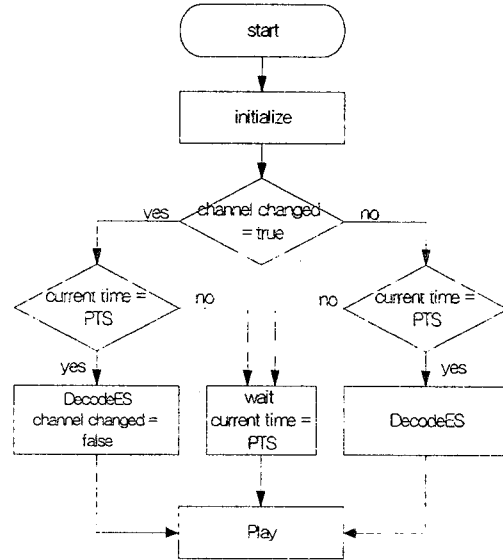 start
initialize
channel changed
= true
yes
no
current time =
PTS
no
no
current time =
PTS
yes
yes
DecodeES
channel changed =
false
wait
current time =
PTS
DecodeES
Play